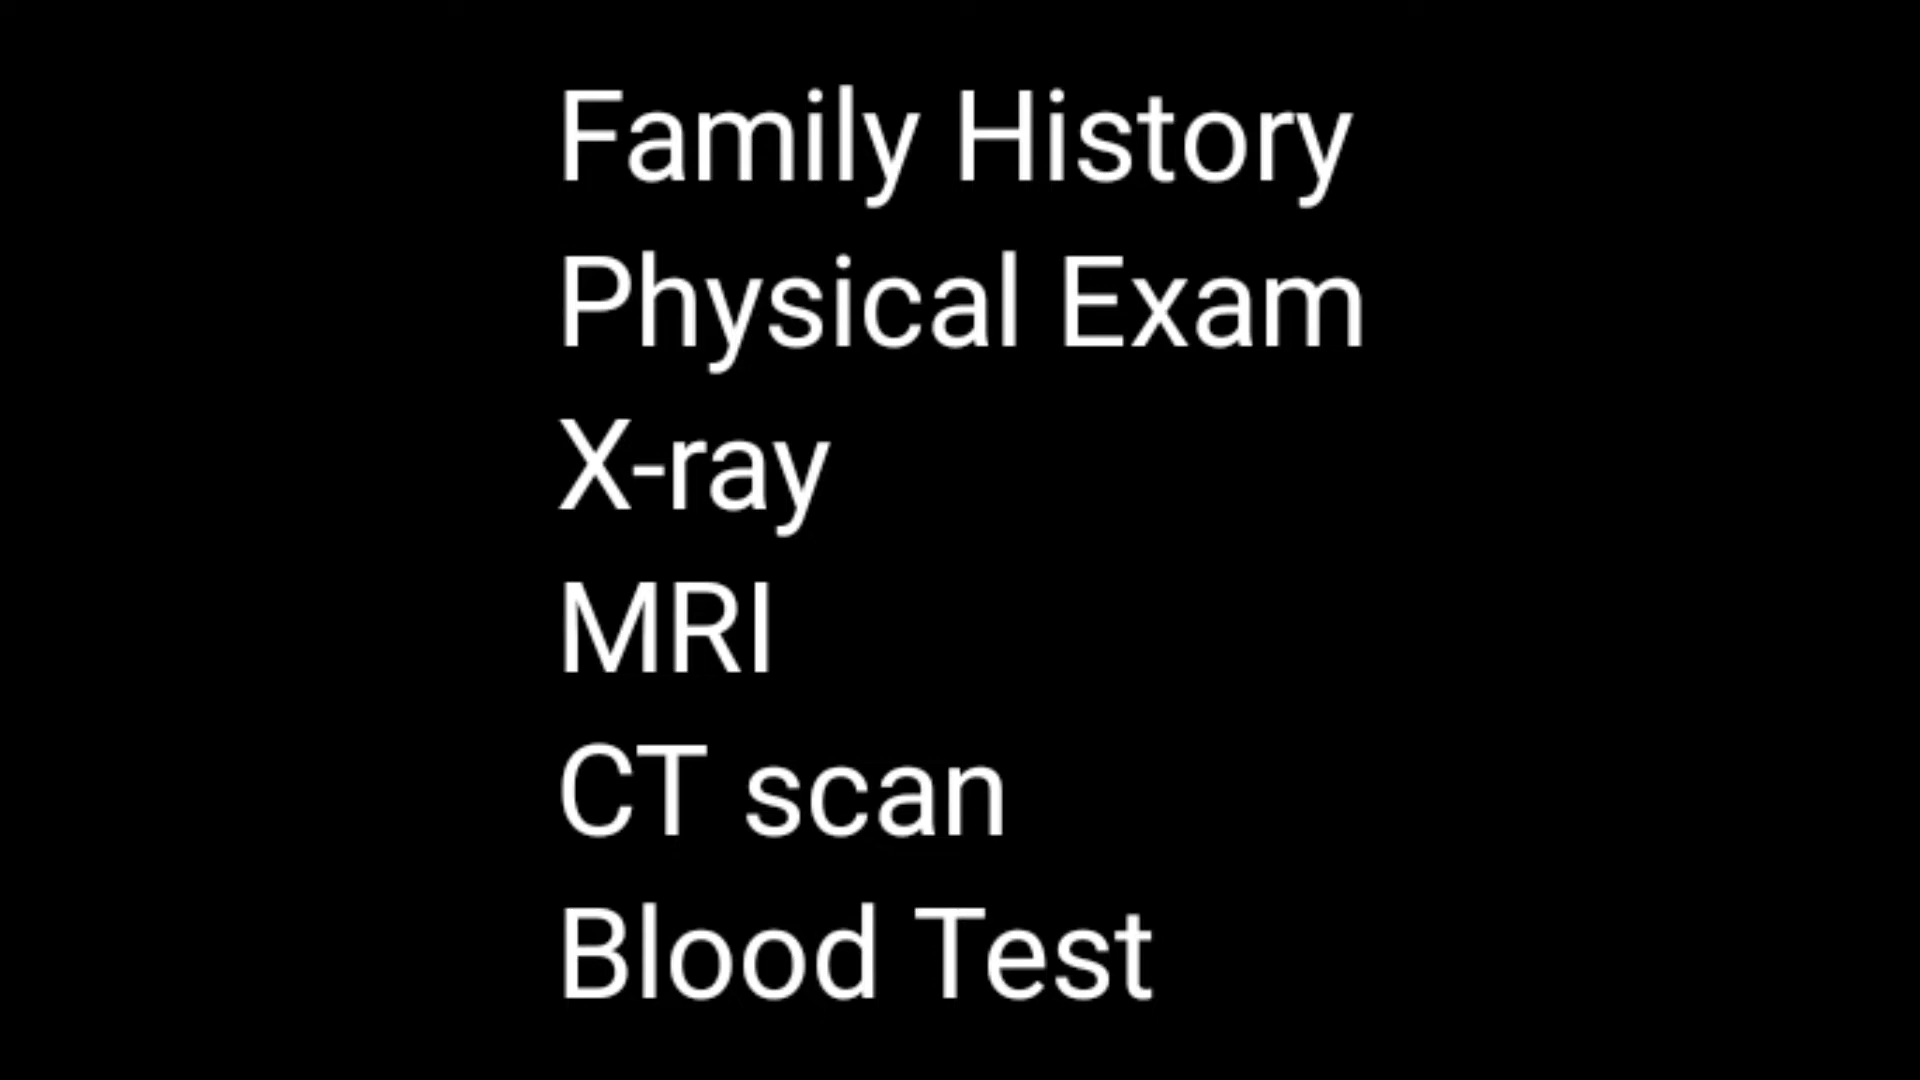 Family History
Physical Exam
X-ray
MRI
CT scan
Blood Test